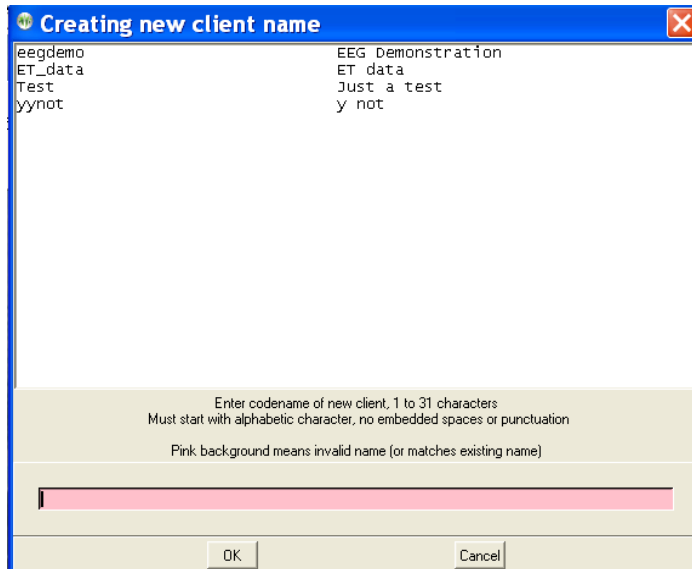 Creating new client name
eegdemo EEG Demonstration
ET_data ET data
Test Just a test
yynot y not
Enter codename of new client, 1 to 31 characters
Must start with alphabetic character, no embedded spaces or punctuation
Pink background means invalid name (or matches existing name)
OK Cancel